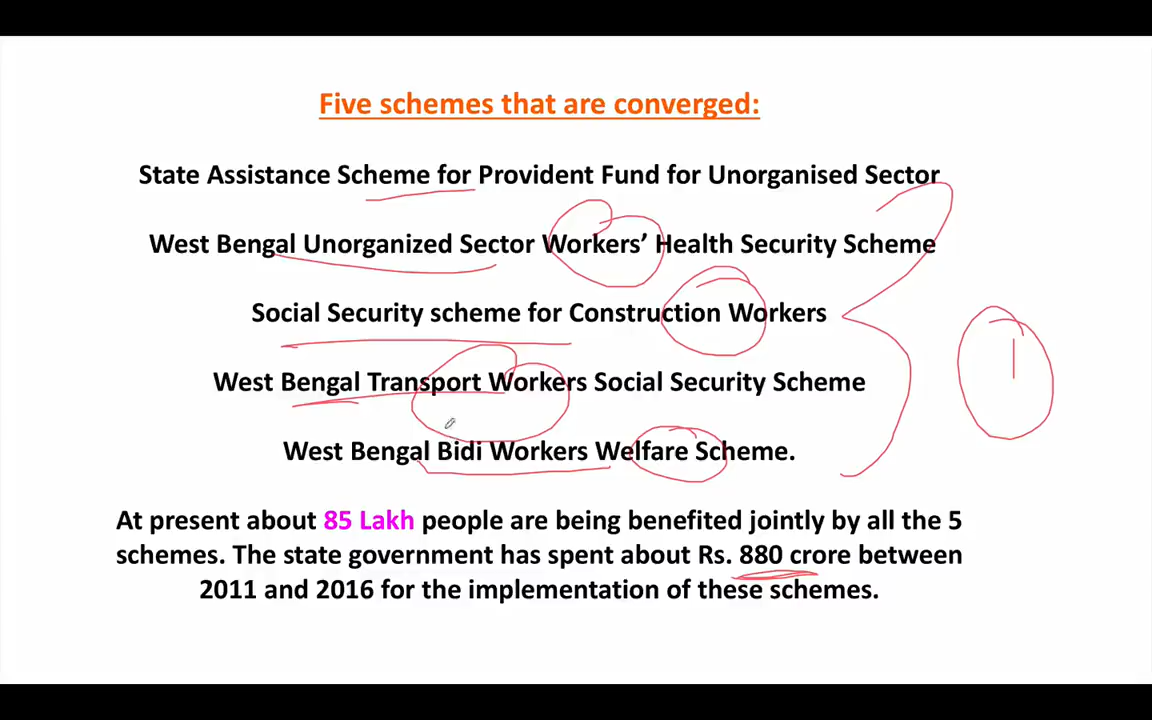 Five schemes that are converged:
State Assistance Scheme for Provident Fund for Unorganised Sector
West Bengal Unorganized Sector Workers’ Health Security Scheme
Social Security scheme for Construction Workers
West Bengal Transport Workers Social Security Scheme
West Bengal Bidi Workers Welfare Scheme.
At present about 85 Lakh people are being benefited jointly by all the 5
schemes. The state government has spent about Rs. 880 crore between
2011 and 2016 for the implementation of these schemes.
1